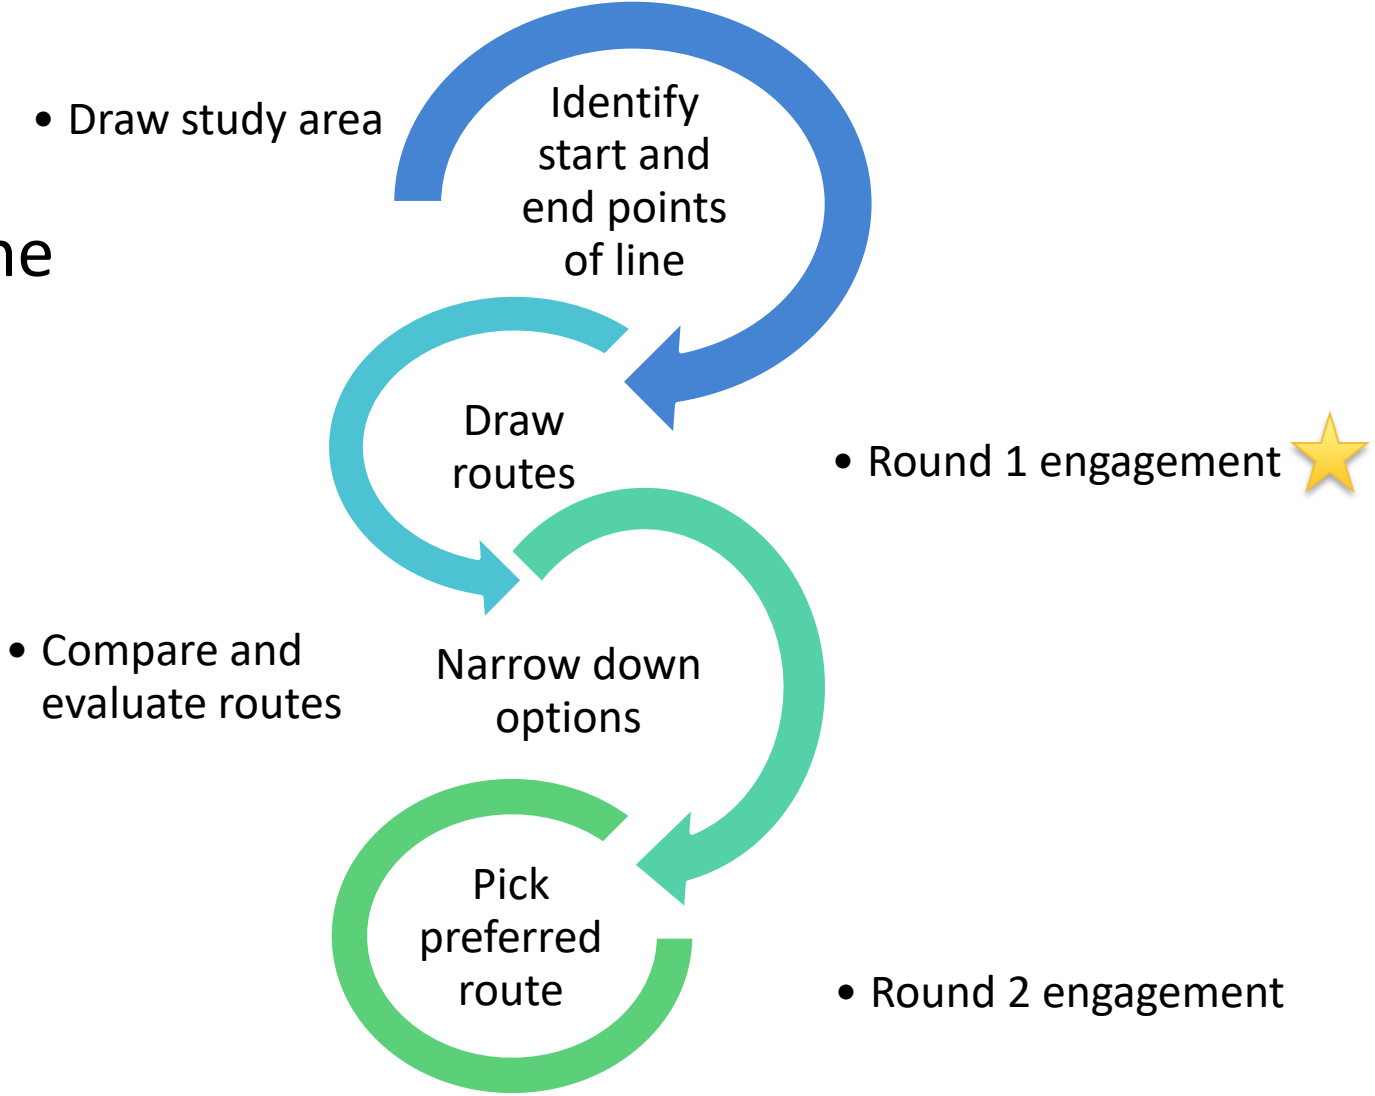 • Draw study area
Identify
start and
end points
of line
ne
Draw
routes
• Round 1 engagement
• Compare and
evaluate routes
Narrow down
options
Pick
preferred
route
• Round 2 engagement